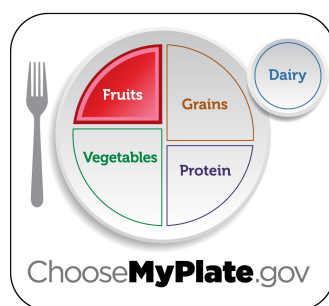 Dairy
Fruits
Grains
Vegetables
Protein
ChooseMyPlate.gov